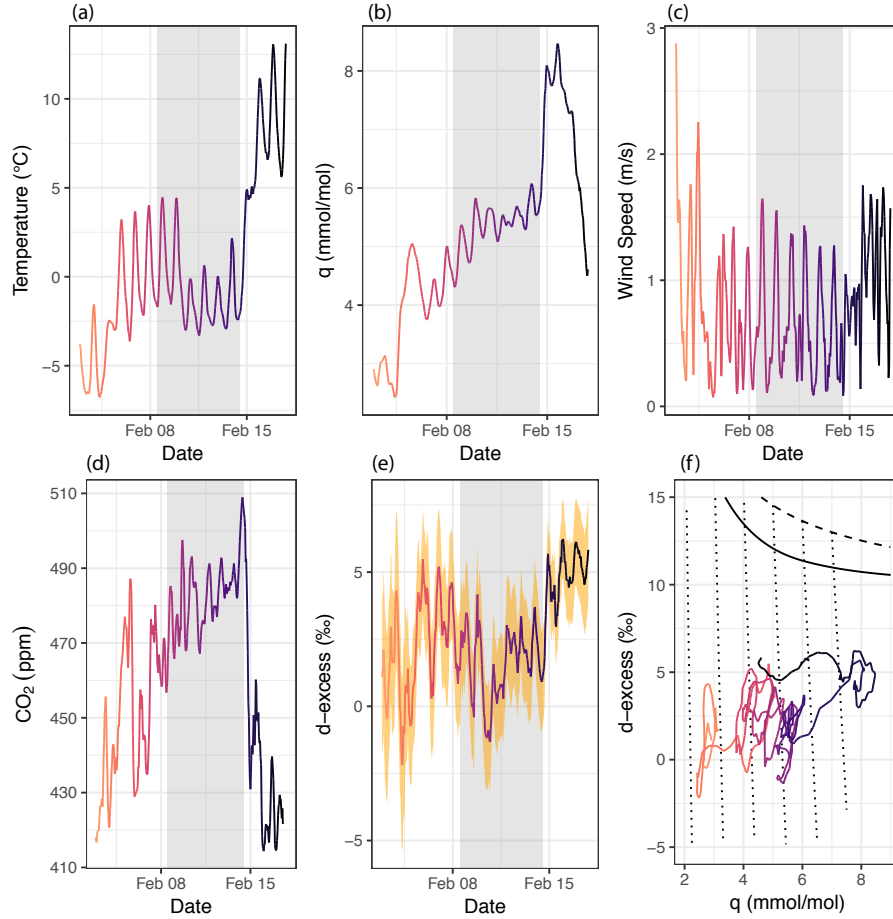 (a)
Temperature (°C)
10
5
0
−5
Feb 08
Feb 15
Date
(b)
q (mmol/mol)
8
6
4
Feb 08
Feb 15
Date
(c)
Wind Speed (m/s)
3
2
1
0
Feb 08
Feb 15
Date
(d)
CO₂ (ppm)
510
490
470
450
430
410
Feb 08
Feb 15
Date
(e)
d−excess (‰)
5
0
−5
Feb 08
Feb 15
Date
(f)
d−excess (‰)
15
10
5
0
−5
2
4
6
8
q (mmol/mol)